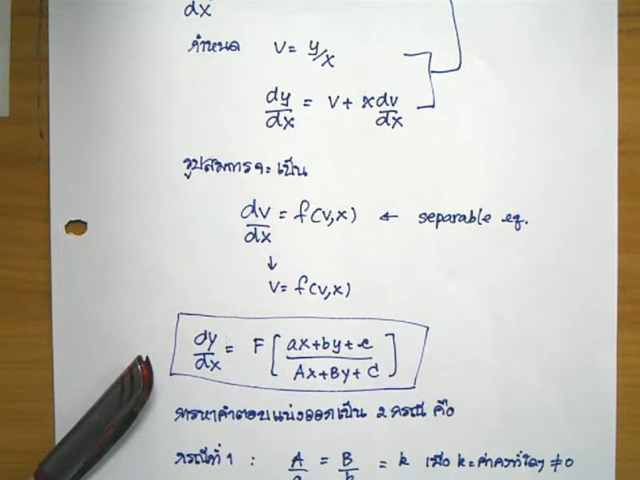 dy/dx
กำหนด v = y/x
dy/dx = v + x dv/dx
รูปสมการจะเป็น
dv/dx = f(v,x) ← separable eq.
↓
v = f(v,x)
dy/dx = F [ (ax+by+c)/(Ax+By+C) ]
การหาคำตอบแบ่งออกเป็น 2 กรณี คือ
กรณีที่ 1 : A/a = B/b = k เมื่อ k = ค่าคงที่ใดๆ ≠ 0